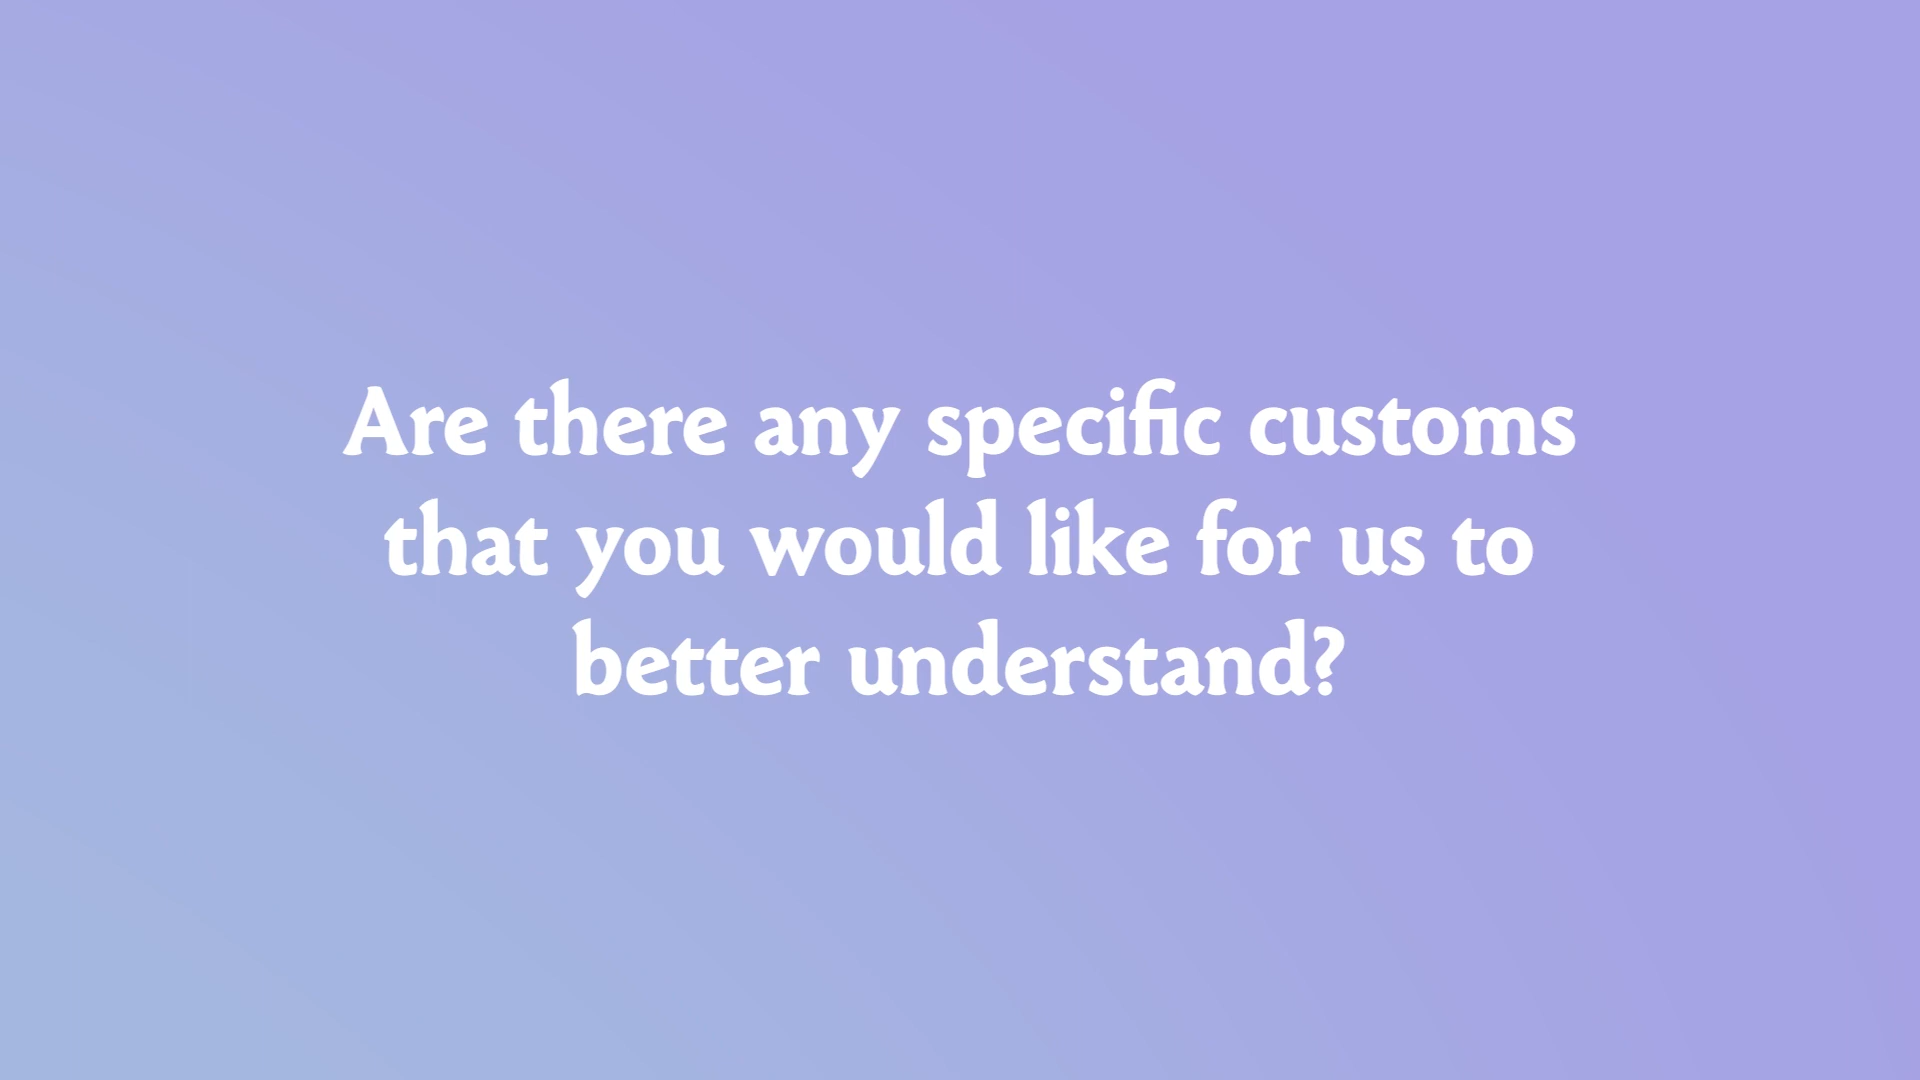 Are there any specific customs
that you would like for us to
better understand?